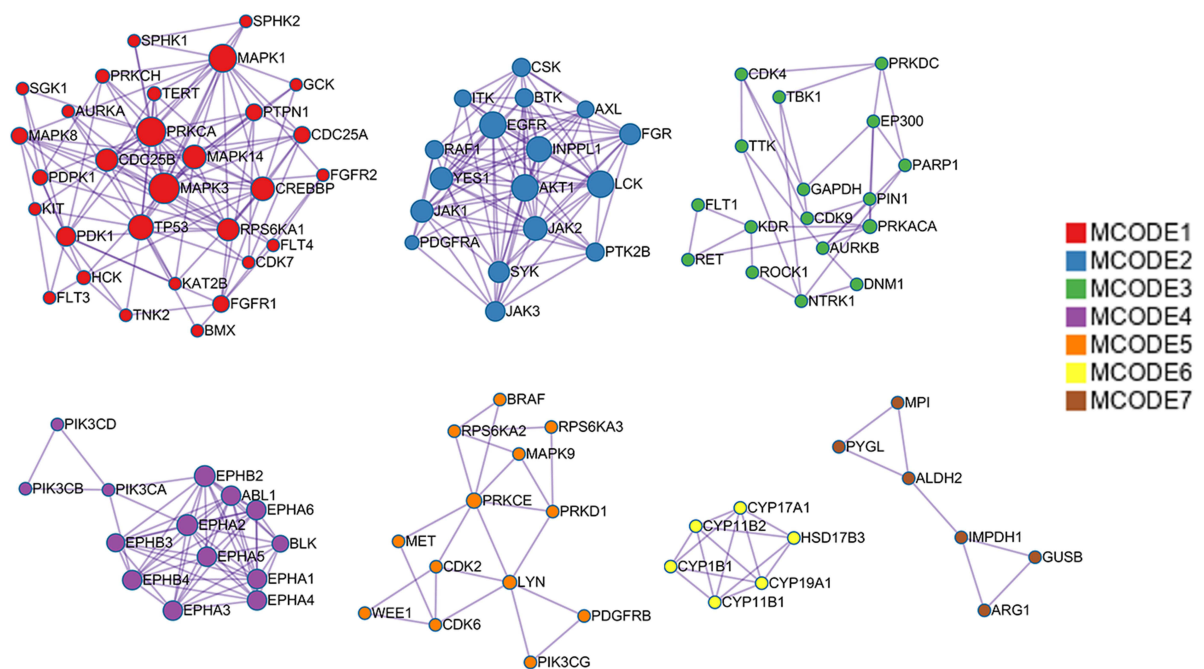 SPHK2
SPHK1
MAPK1
PRKCH
SGK1
TERT
GCK
AURKA
PTPN1
MAPK8
PRKCA
CDC25A
CDC25B
MAPK14
PDPK1
MAPK3
CREBBP
FGFR2
KIT
TP53
RPS6KA1
PDK1
FLT4
CDK7
HCK
KAT2B
FLT3
FGFR1
TNK2
BMX
CSK
ITK
BTK
AXL
EGFR
FGR
RAF1
INPPL1
YES1
AKT1
LCK
JAK1
JAK2
PDGFRA
PTK2B
SYK
JAK3
CDK4
PRKDC
TBK1
EP300
TTK
PARP1
GAPDH
PIN1
FLT1
CDK9
KDR
PRKACA
AURKB
RET
ROCK1
DNM1
NTRK1
MCODE1
MCODE2
MCODE3
MCODE4
MCODE5
MCODE6
MCODE7
PIK3CD
PIK3CB
PIK3CA
EPHB2
ABL1
EPHA6
EPHA2
EPHB3
BLK
EPHA5
EPHB4
EPHA1
EPHA4
EPHA3
BRAF
RPS6KA2
RPS6KA3
MAPK9
PRKCE
PRKD1
MET
CDK2
LYN
WEE1
CDK6
PDGFRB
PIK3CG
CYP17A1
CYP11B2
HSD17B3
CYP1B1
CYP19A1
CYP11B1
MPI
PYGL
ALDH2
IMPDH1
GUSB
ARG1